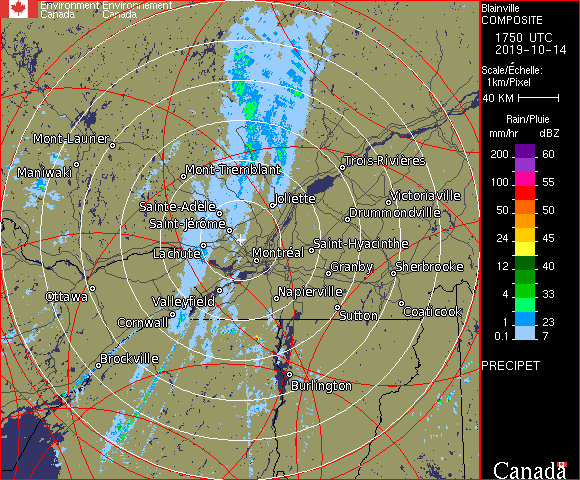 Environment Environnement
Canada Canada
Blainville
COMPOSITE
1750 UTC
2019-10-14
Scale/Échelle:
1km/Pixel
40 KM
Rain/Pluie
mm/hr dBZ
200 60
100 55
50 50
24 45
12 40
4 33
1 23
0.1 7
PRECIPET
Canada
Mont-Laurier
Maniwaki
Mont-Tremblant
Trois-Rivières
Sainte-Adèle
Joliette
Victoriaville
Drummondville
Saint-Jérôme
Lachute
Montréal
Saint-Hyacinthe
Granby
Sherbrooke
Ottawa
Valleyfield
Napierville
Cornwall
Sutton
Coaticook
Brockville
Burlington